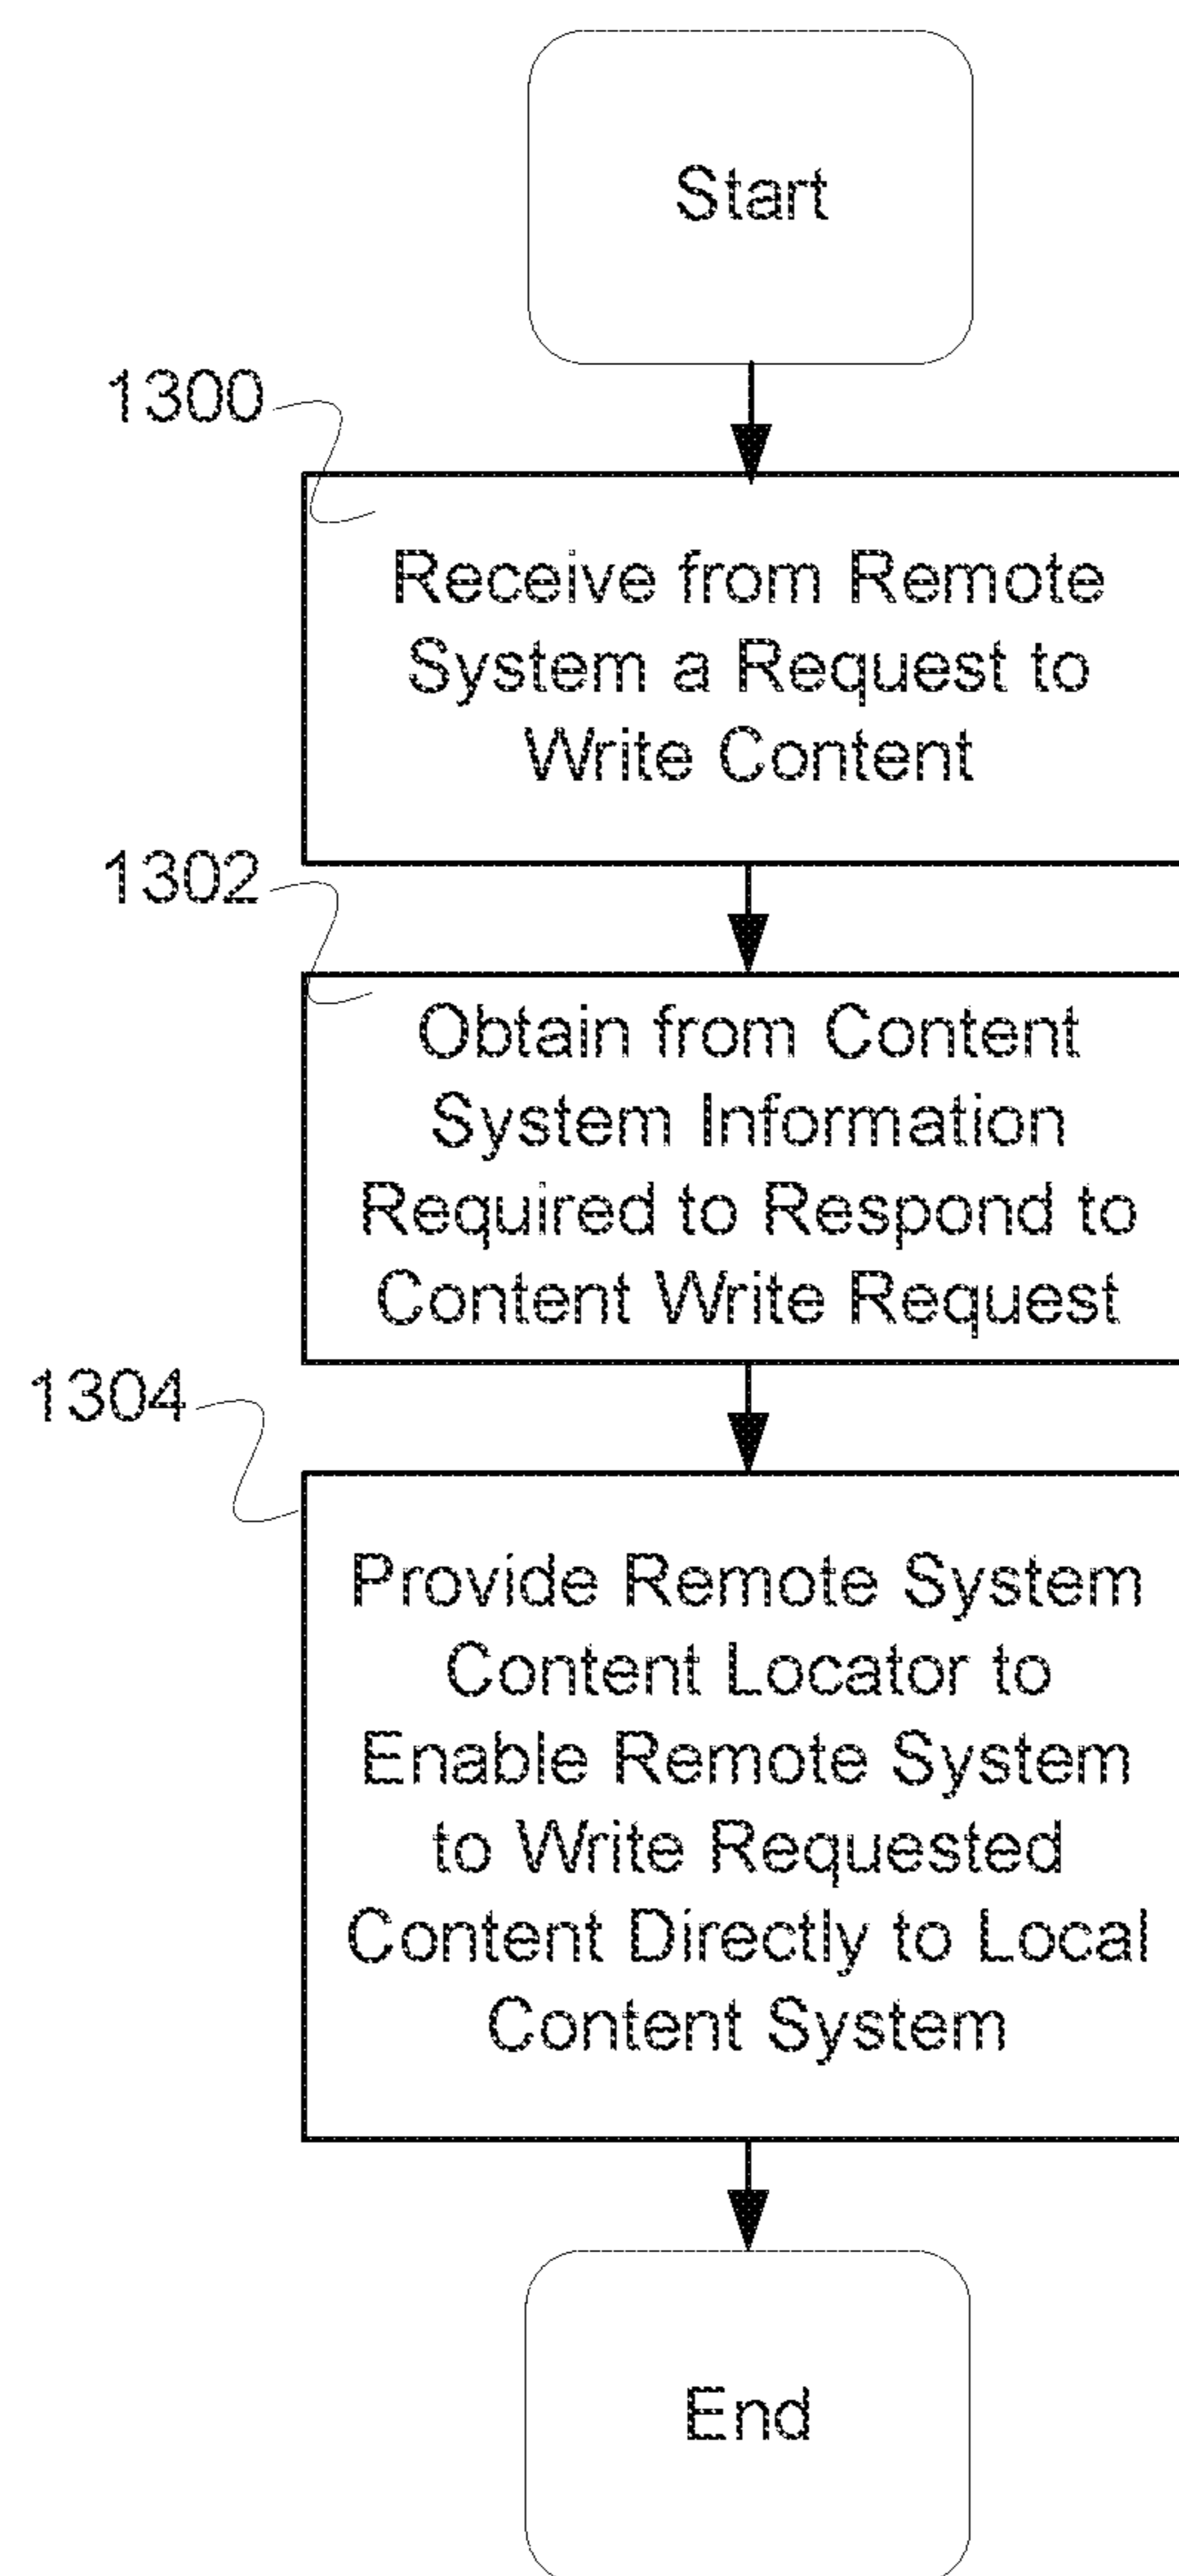 Start
1300
Receive from Remote
System a Request to
Write Content
1302
Obtain from Content
System Information
Required to Respond to
Content Write Request
1304
Provide Remote System
Content Locator to
Enable Remote System
to Write Requested
Content Directly to Local
Content System
End